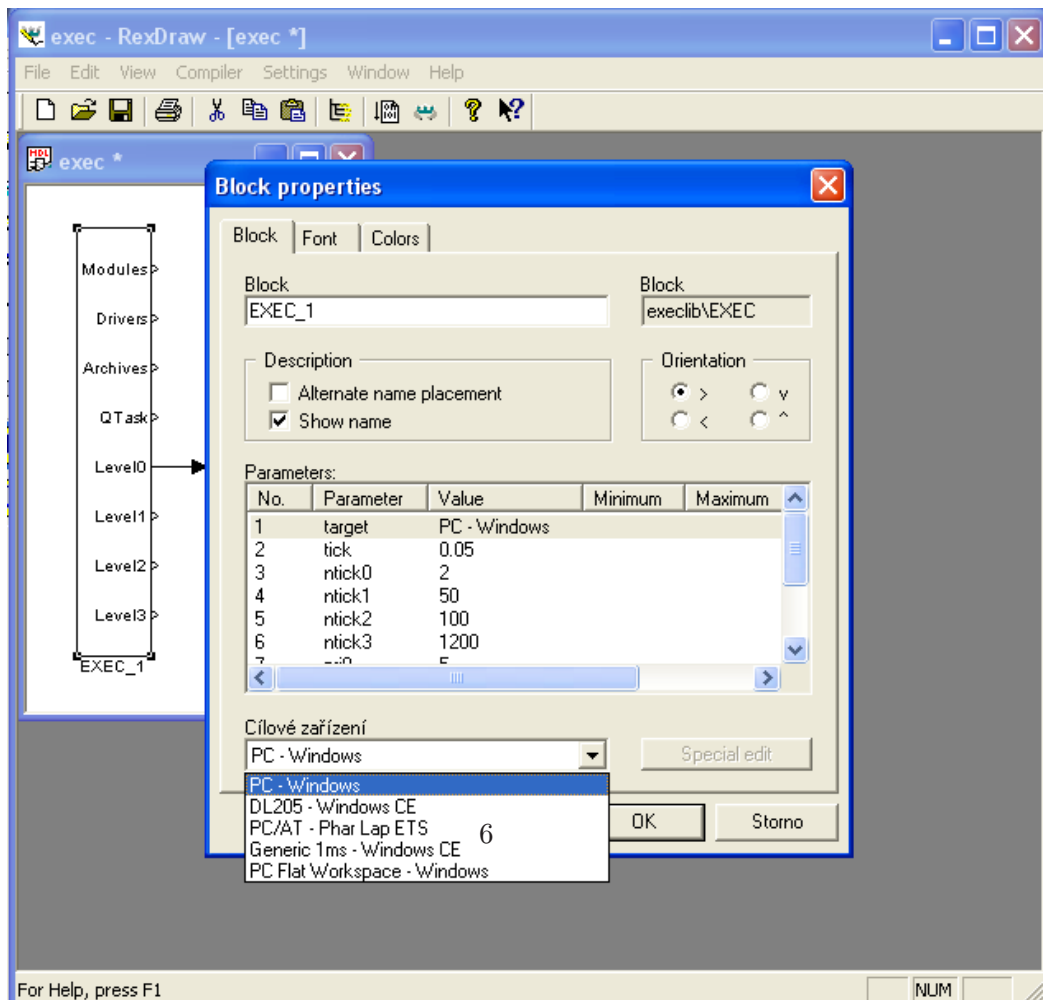 exec - RexDraw - [exec *]
File Edit View Compiler Settings Window Help
exec *
Modules
Drivers
Archives
QTask
Level0
Level1
Level2
Level3
EXEC_1
Block properties
Block Font Colors
Block Block
EXEC_1 execlib\EXEC
Description Orientation
Alternate name placement > v
Show name < ^
Parameters:
No. Parameter Value Minimum Maximum
1 target PC - Windows
2 tick 0.05
3 ntick0 2
4 ntick1 50
5 ntick2 100
6 ntick3 1200
Cílové zařízení
PC - Windows Special edit
PC - Windows
DL205 - Windows CE
PC/AT - Phar Lap ETS
Generic 1ms - Windows CE
PC Flat Workspace - Windows
6
OK Storno
For Help, press F1 NUM